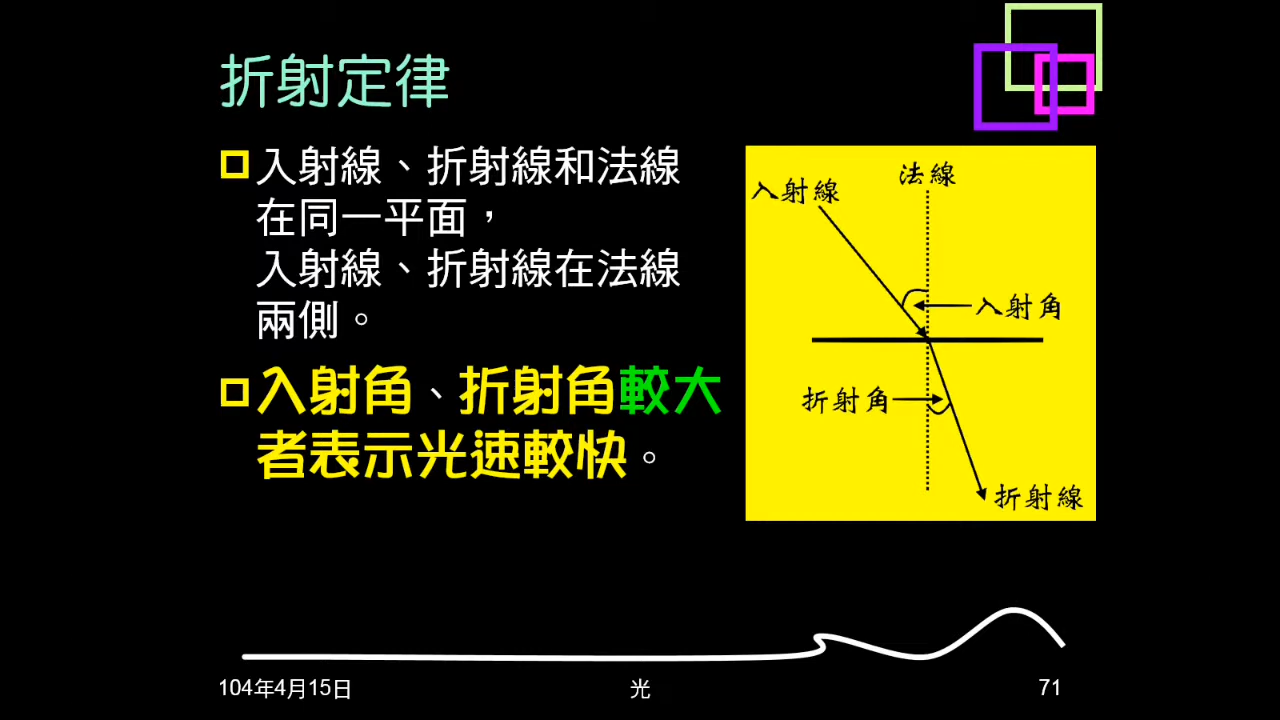 折射定律
入射線、折射線和法線
在同一平面，
入射線、折射線在法線
兩側。
入射角、折射角較大
者表示光速較快。
法線
入射線
入射角
折射角
折射線
104年4月15日
光
71